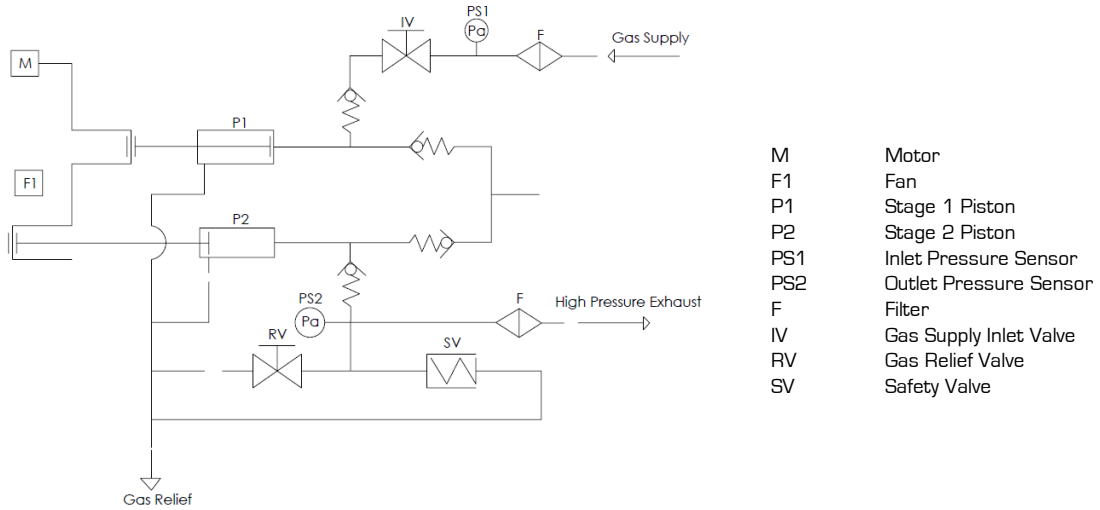 PS1
IV
Pa
F
Gas Supply
M
P1
F1
P2
PS2
F
High Pressure Exhaust
Pa
RV
SV
Gas Relief
M Motor
F1 Fan
P1 Stage 1 Piston
P2 Stage 2 Piston
PS1 Inlet Pressure Sensor
PS2 Outlet Pressure Sensor
F Filter
IV Gas Supply Inlet Valve
RV Gas Relief Valve
SV Safety Valve